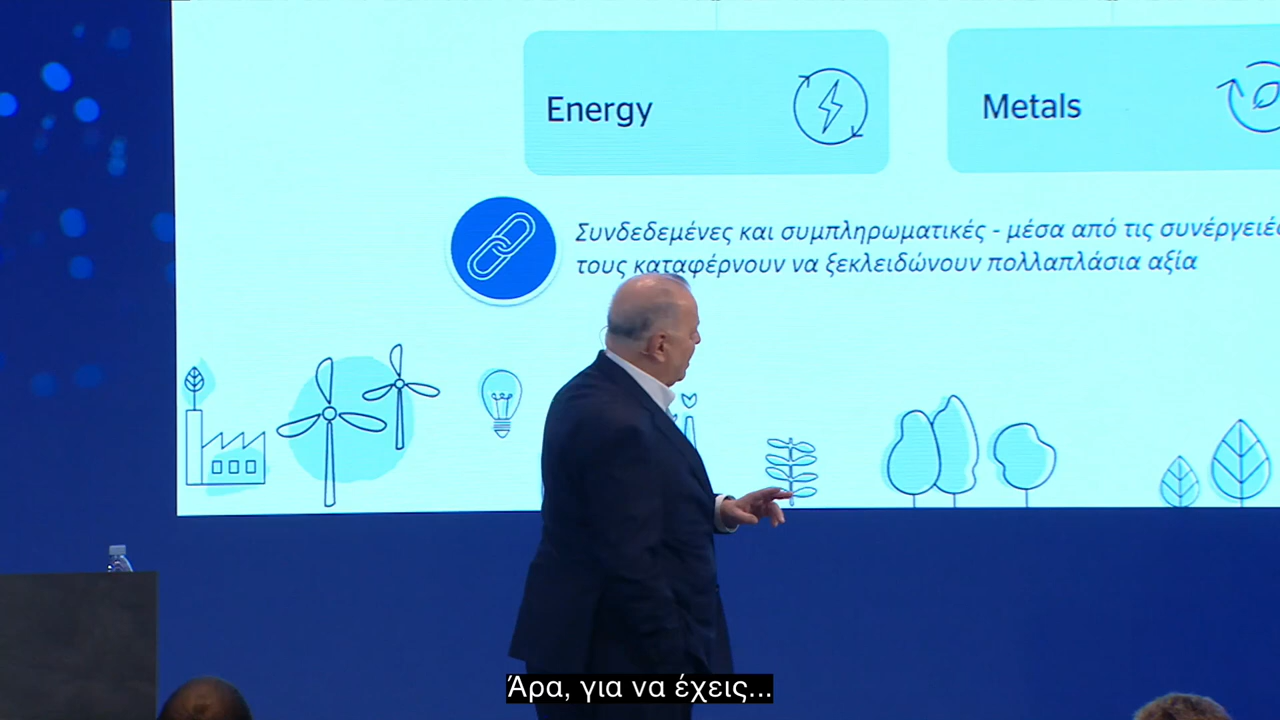 Energy
Metals
Συνδεδεμένες και συμπληρωματικές - μέσα από τις συνέργειές
τους καταφέρνουν να ξεκλειδώνουν πολλαπλάσια αξία
Άρα, για να έχεις...